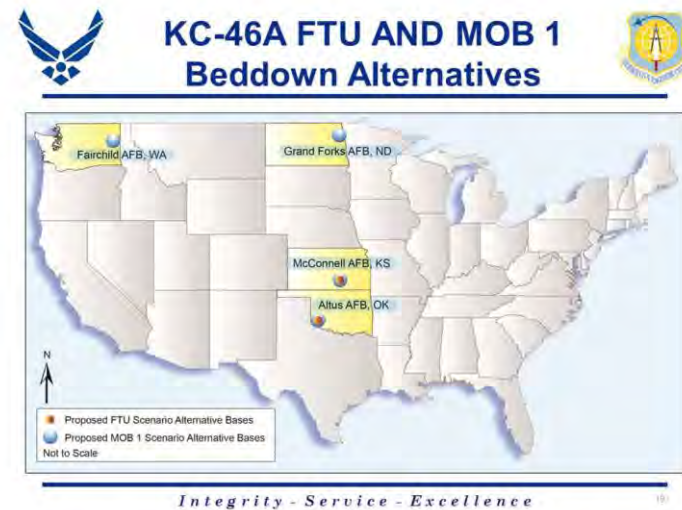 KC-46A FTU AND MOB 1
Beddown Alternatives
Fairchild AFB, WA
Grand Forks AFB, ND
McConnell AFB, KS
Altus AFB, OK
N
Proposed FTU Scenario Alternative Bases
Proposed MOB 1 Scenario Alternative Bases
Not to Scale
Integrity - Service - Excellence